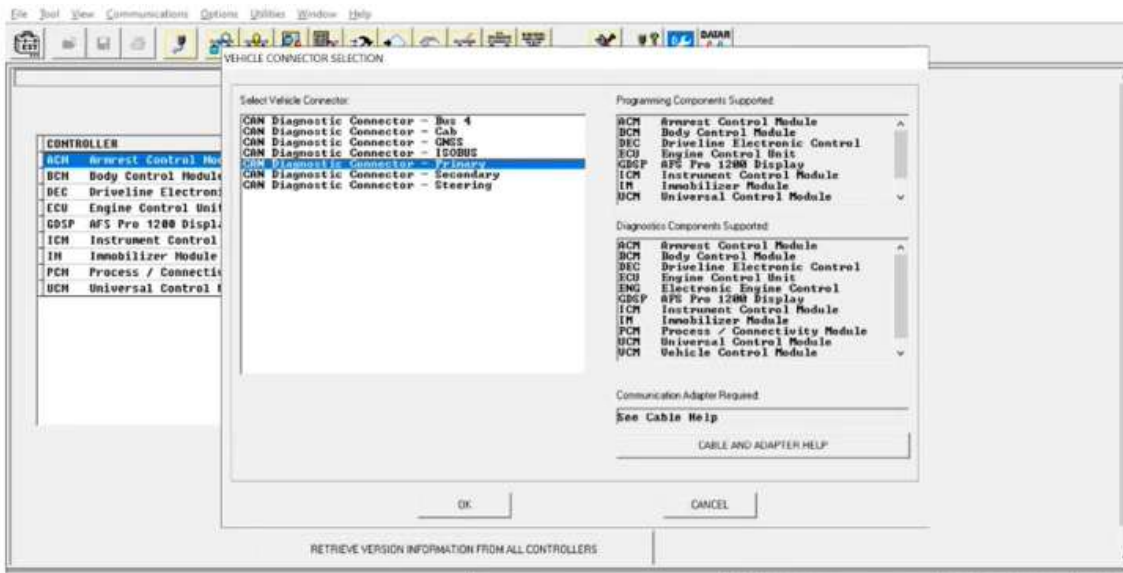 File Tool View Communications Options Utilities Window Help
EST
DATAR
VEHICLE CONNECTOR SELECTION
Select Vehicle Connector:
CAN Diagnostic Connector - Bus 4
CAN Diagnostic Connector - Cab
CAN Diagnostic Connector - GNSS
CAN Diagnostic Connector - ISOBUS
CAN Diagnostic Connector - Primary
CAN Diagnostic Connector - Secondary
CAN Diagnostic Connector - Steering
Programming Components Supported:
ACM Armrest Control Module
BCM Body Control Module
DEC Driveline Electronic Control
ECU Engine Control Unit
GDSP AFS Pro 1200 Display
ICM Instrument Control Module
IM Immobilizer Module
UCM Universal Control Module
Diagnostics Components Supported:
ACM Armrest Control Module
BCM Body Control Module
DEC Driveline Electronic Control
ECU Engine Control Unit
ENG Electronic Engine Control
GDSP AFS Pro 1200 Display
ICM Instrument Control Module
IM Immobilizer Module
PCM Process / Connectivity Module
UCM Universal Control Module
VCM Vehicle Control Module
Communication Adapter Required:
See Cable Help
CABLE AND ADAPTER HELP
OK
CANCEL
CONTROLLER
ACM Armrest Control Mod
BCM Body Control Module
DEC Driveline Electroni
ECU Engine Control Unit
GDSP AFS Pro 1200 Displa
ICM Instrument Control
IM Immobilizer Module
PCM Process / Connectiv
UCM Universal Control
RETRIEVE VERSION INFORMATION FROM ALL CONTROLLERS